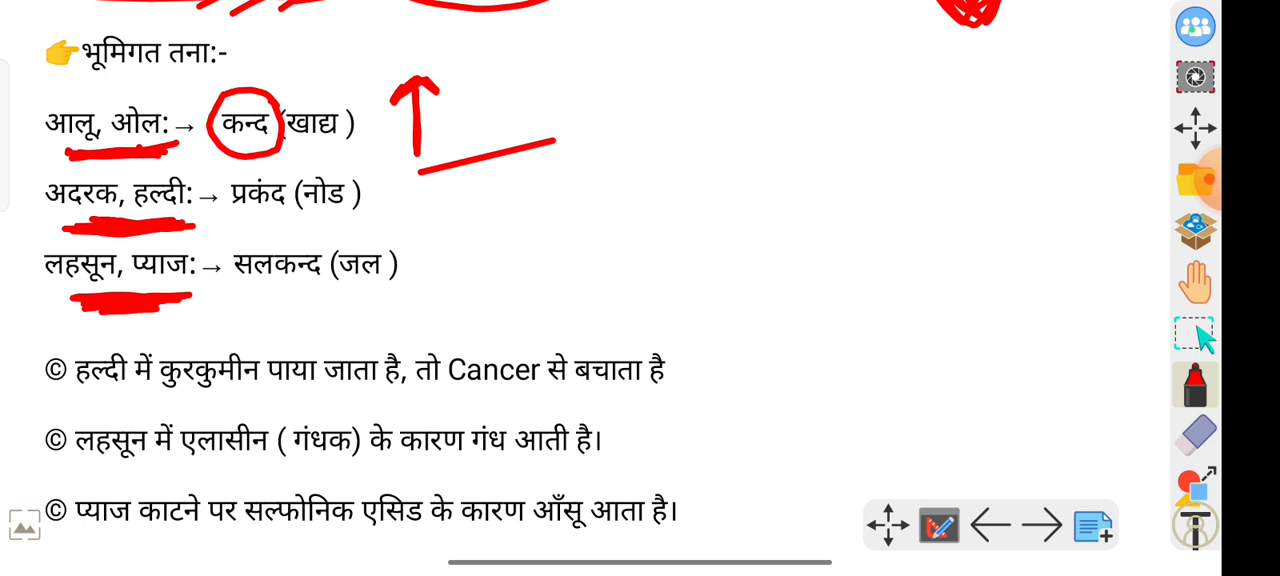 👉भूमिगत तना:-
आलू, ओल:→ कन्द (खाद्य )
अदरक, हल्दी:→ प्रकंद (नोड )
लहसून, प्याज:→ सलकन्द (जल )
© हल्दी में कुरकुमीन पाया जाता है, तो Cancer से बचाता है
© लहसून में एलासीन ( गंधक) के कारण गंध आती है।
© प्याज काटने पर सल्फोनिक एसिड के कारण आँसू आता है।